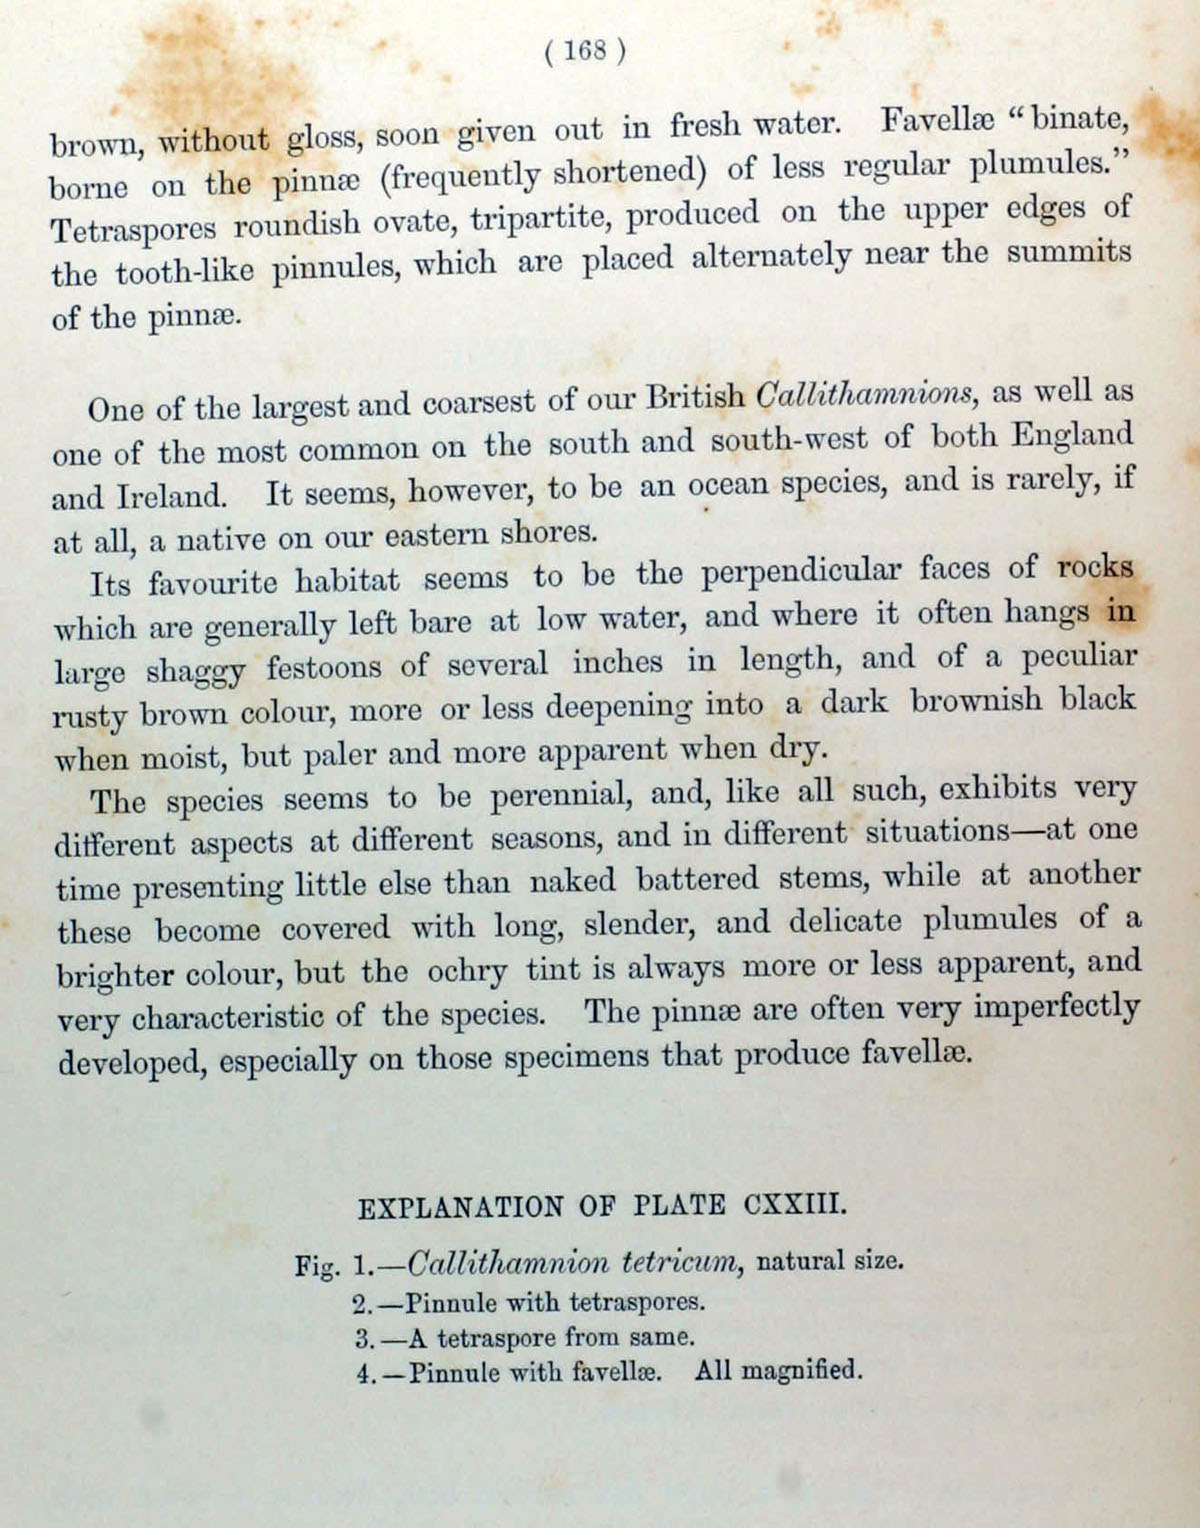 ( 168 )
brown, without gloss, soon given out in fresh water. Favellæ “binate,
borne on the pinnæ (frequently shortened) of less regular plumules.”
Tetraspores roundish ovate, tripartite, produced on the upper edges of
the tooth-like pinnules, which are placed alternately near the summits
of the pinnæ.
One of the largest and coarsest of our British Callithamnions, as well as
one of the most common on the south and south-west of both England
and Ireland. It seems, however, to be an ocean species, and is rarely, if
at all, a native on our eastern shores.
Its favourite habitat seems to be the perpendicular faces of rocks
which are generally left bare at low water, and where it often hangs in
large shaggy festoons of several inches in length, and of a peculiar
rusty brown colour, more or less deepening into a dark brownish black
when moist, but paler and more apparent when dry.
The species seems to be perennial, and, like all such, exhibits very
different aspects at different seasons, and in different situations—at one
time presenting little else than naked battered stems, while at another
these become covered with long, slender, and delicate plumules of a
brighter colour, but the ochry tint is always more or less apparent, and
very characteristic of the species. The pinnæ are often very imperfectly
developed, especially on those specimens that produce favellæ.
EXPLANATION OF PLATE CXXIII.
Fig. 1.—Callithamnion tetricum, natural size.
2.—Pinnule with tetraspores.
3.—A tetraspore from same.
4.—Pinnule with favellæ. All magnified.